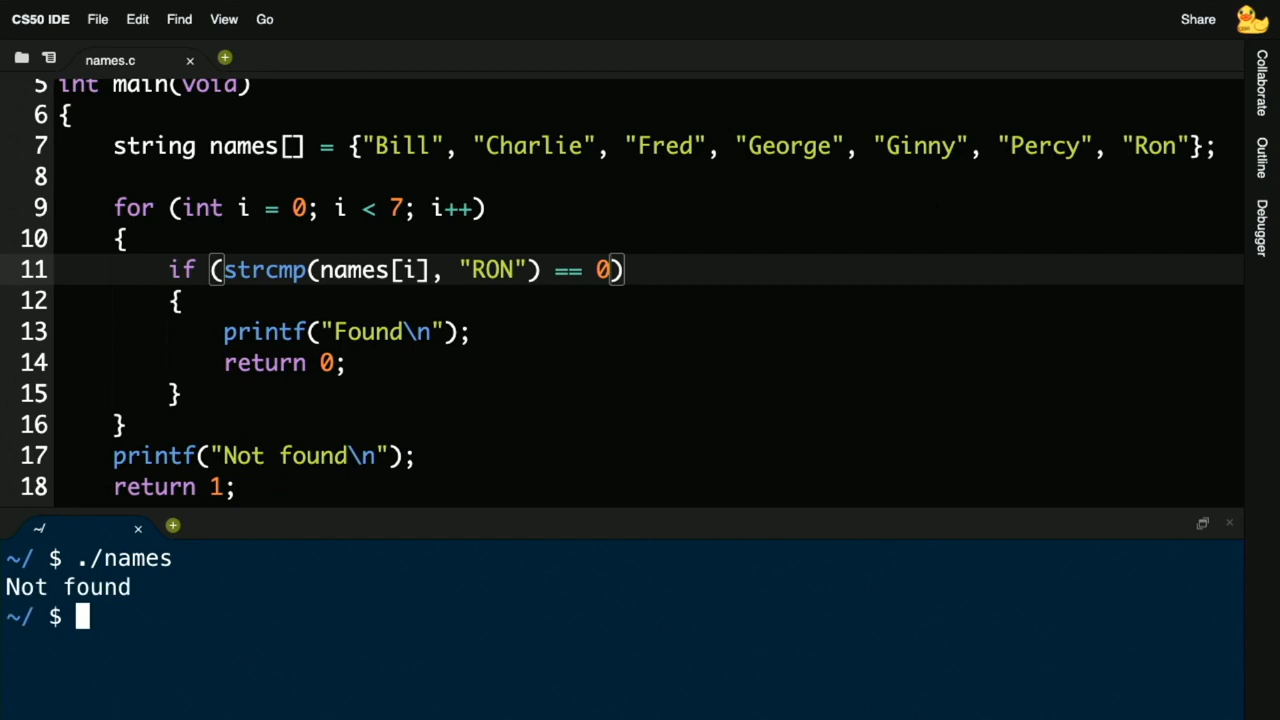 CS50 IDE File Edit Find View Go Share
names.c
5 int main(void)
6 {
7     string names[] = {"Bill", "Charlie", "Fred", "George", "Ginny", "Percy", "Ron"};
8
9     for (int i = 0; i < 7; i++)
10     {
11         if (strcmp(names[i], "RON") == 0)
12         {
13             printf("Found\n");
14             return 0;
15         }
16     }
17     printf("Not found\n");
18     return 1;
Collaborate
Outline
Debugger
~/
~/ $ ./names
Not found
~/ $